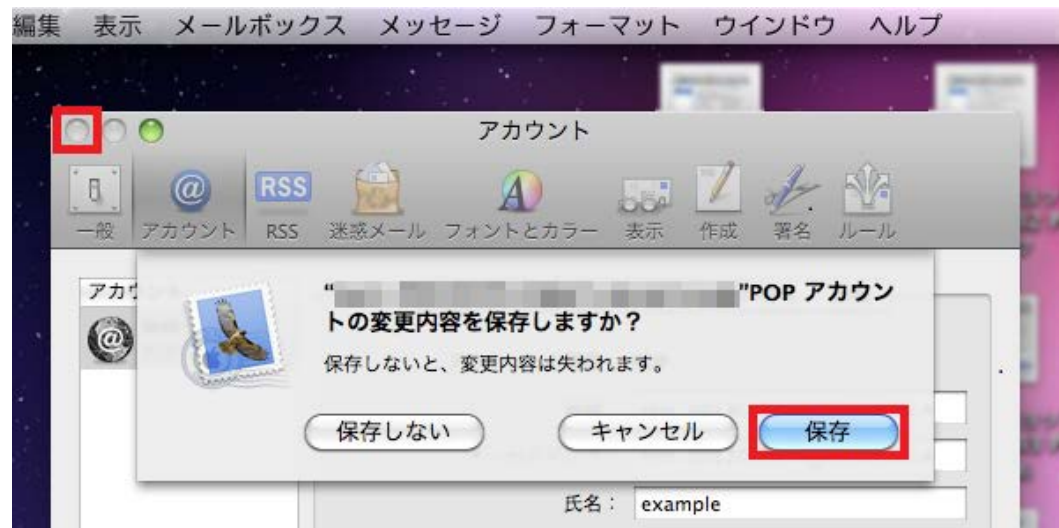 編集 表示 メールボックス メッセージ フォーマット ウインドウ ヘルプ
アカウント
RSS
一般 アカウント RSS 迷惑メール フォントとカラー 表示 作成 署名 ルール
アカウ
“ ”POP アカウン
トの変更内容を保存しますか？
保存しないと、変更内容は失われます。
保存しない キャンセル 保存
氏名： example